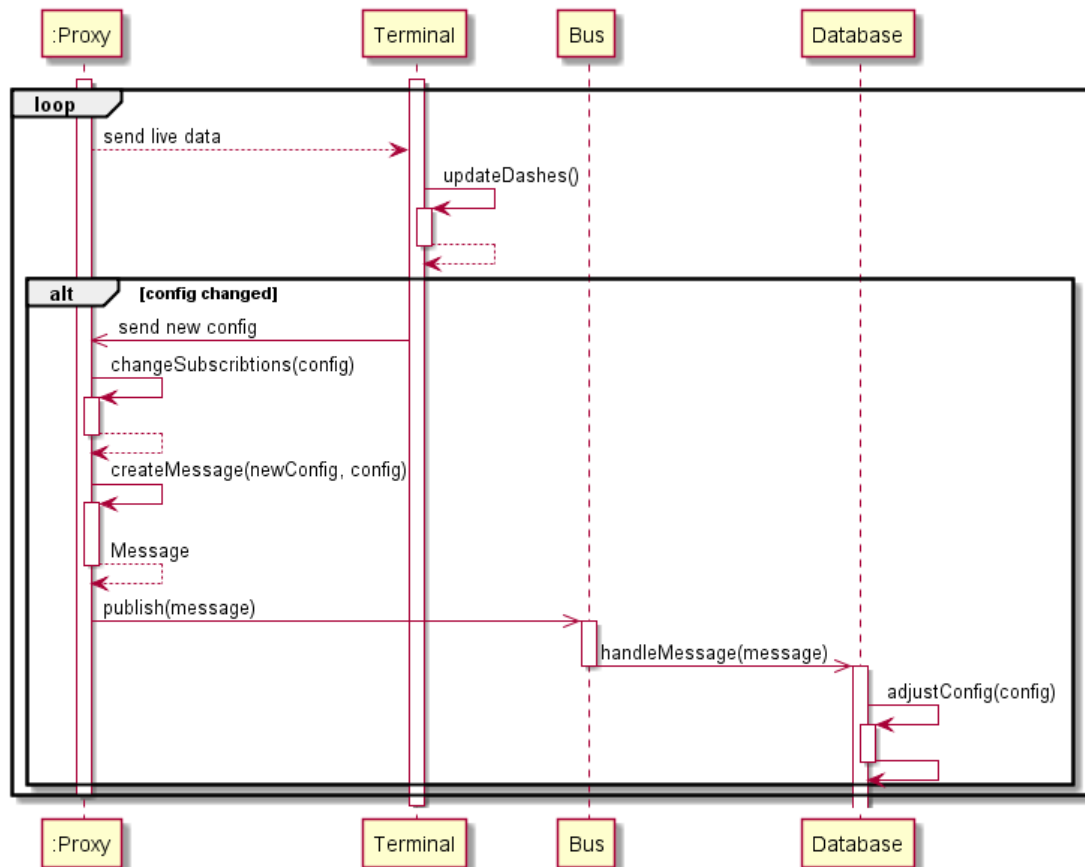 :Proxy
Terminal
Bus
Database
loop
send live data
updateDashes()
alt
[config changed]
send new config
changeSubscribtions(config)
createMessage(newConfig, config)
Message
publish(message)
handleMessage(message)
adjustConfig(config)
:Proxy
Terminal
Bus
Database